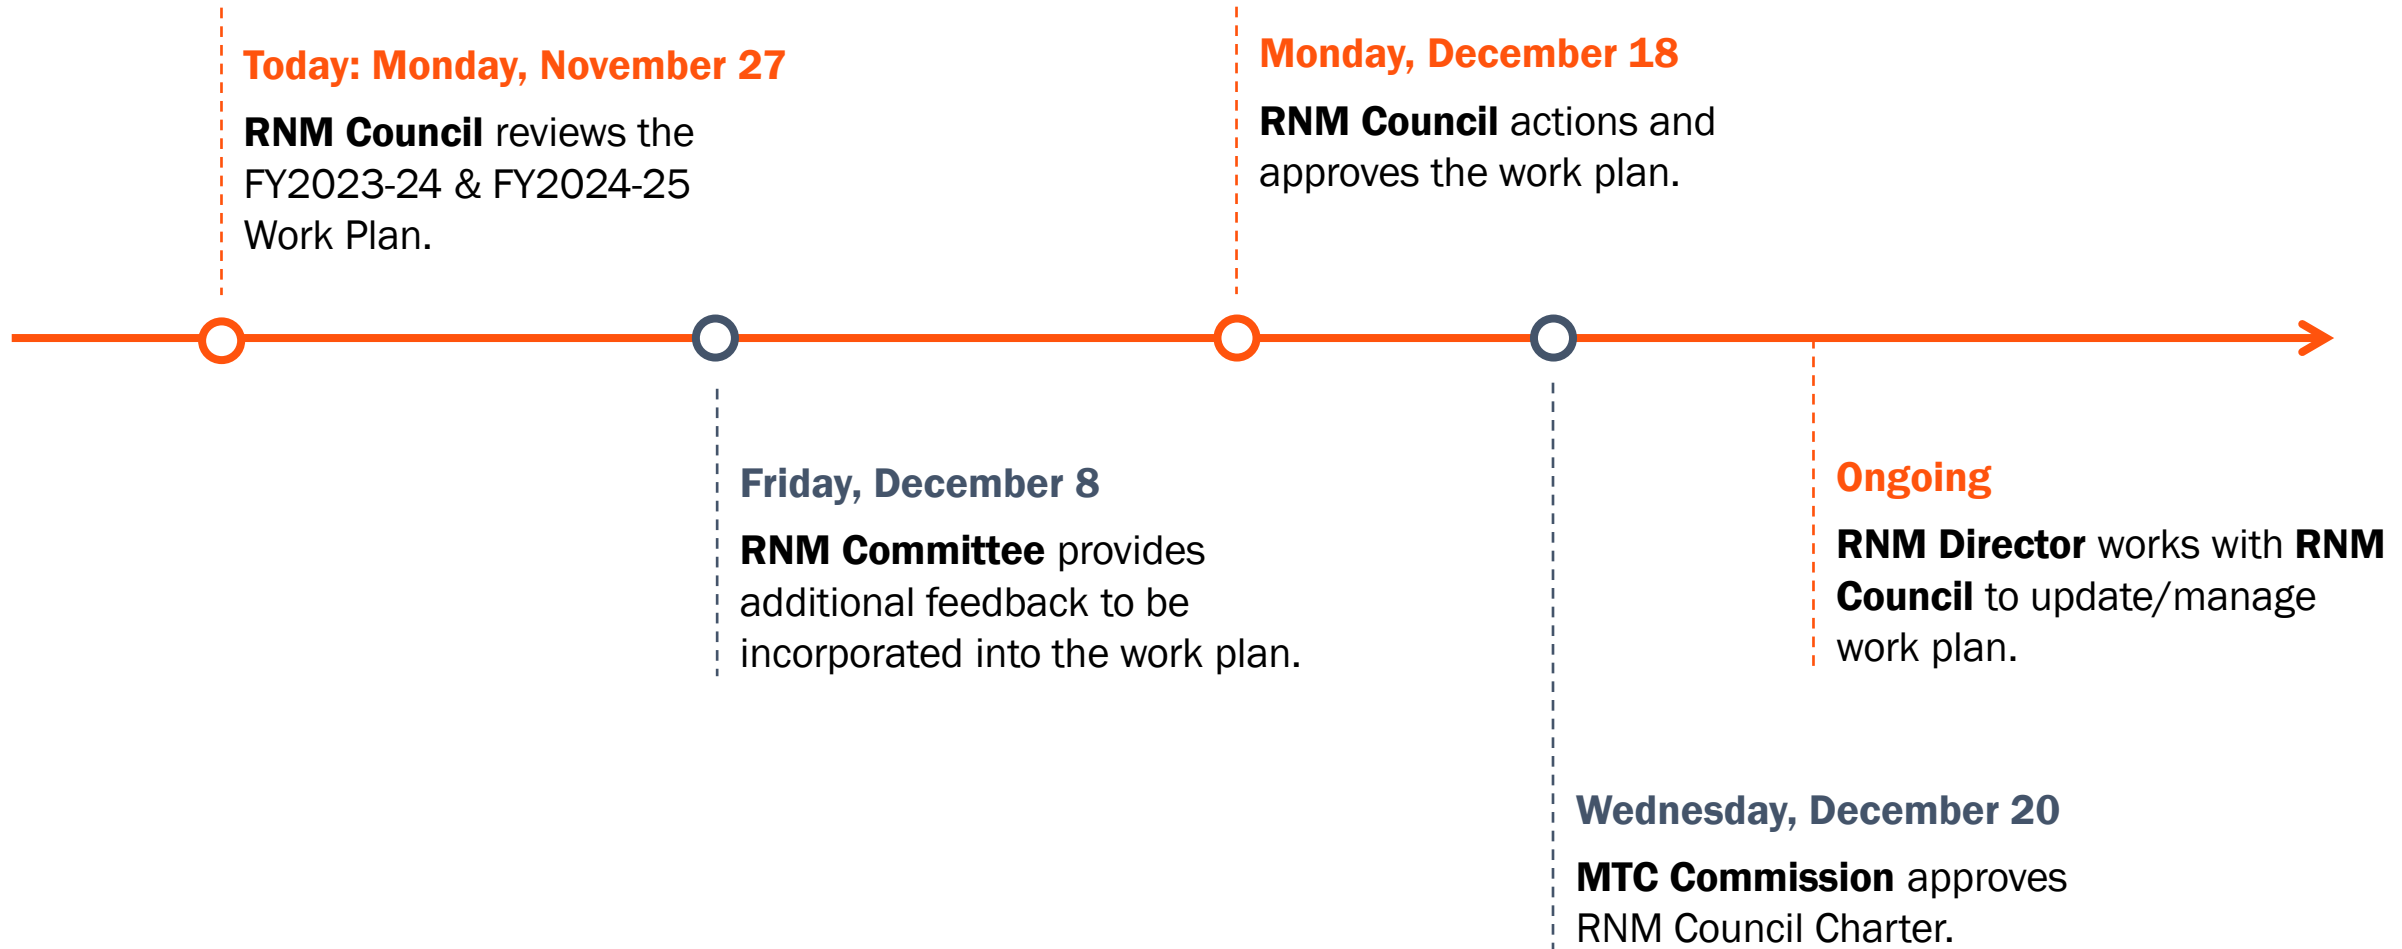 Today: Monday, November 27
RNM Council reviews the
FY2023-24 & FY2024-25
Work Plan.
Friday, December 8
RNM Committee provides
additional feedback to be
incorporated into the work plan.
Monday, December 18
RNM Council actions and
approves the work plan.
Wednesday, December 20
MTC Commission approves
RNM Council Charter.
Ongoing
RNM Director works with RNM
Council to update/manage
work plan.